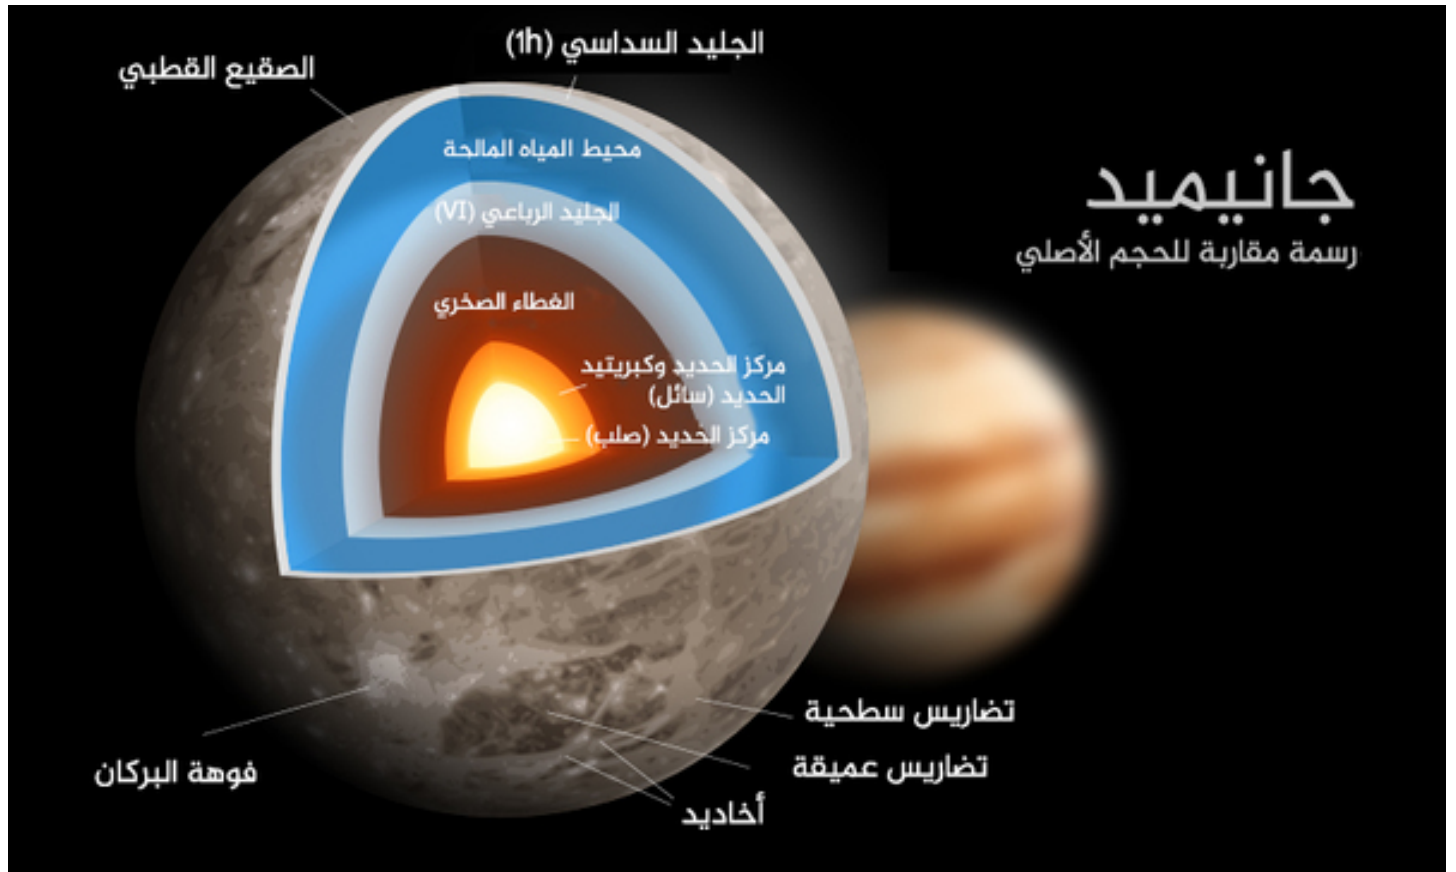 الجليد السداسي (1h)
الصقيع القطبي
محيط المياه المالحة
جانيميد
الجليد الرباعي (VI)
رسمة مقاربة للحجم الأصلي
الغطاء الصخري
مركز الحديد وكبريتيد
الحديد (سائل)
مركز الحديد (صلب)
تضاريس سطحية
تضاريس عميقة
فوهة البركان
أخاديد